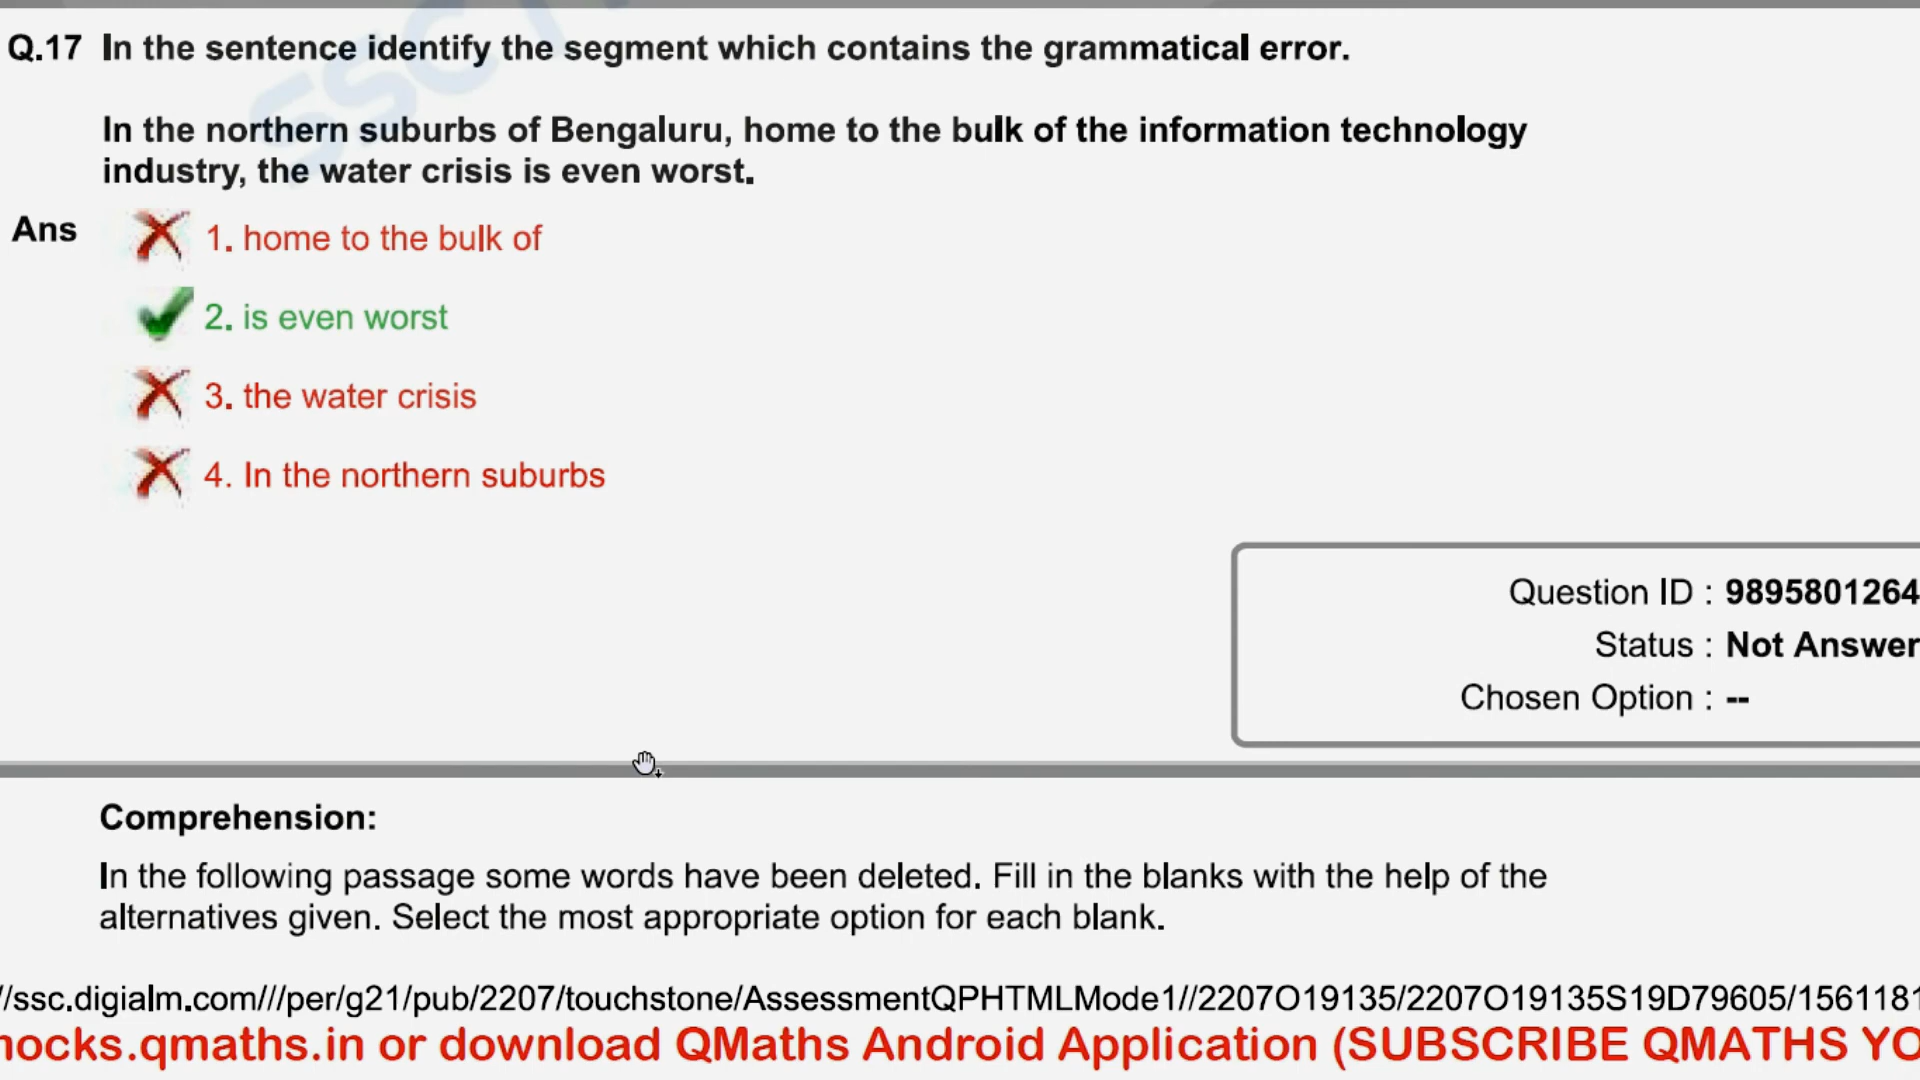 SSC
Q.17 In the sentence identify the segment which contains the grammatical error.
In the northern suburbs of Bengaluru, home to the bulk of the information technology
industry, the water crisis is even worst.
Ans
1. home to the bulk of
2. is even worst
3. the water crisis
4. In the northern suburbs
Question ID : 9895801264
Status : Not Answer
Chosen Option : --
Comprehension:
In the following passage some words have been deleted. Fill in the blanks with the help of the
alternatives given. Select the most appropriate option for each blank.
//ssc.digialm.com///per/g21/pub/2207/touchstone/AssessmentQPHTMLMode1//2207O19135/2207O19135S19D79605/1561181
mocks.qmaths.in or download QMaths Android Application (SUBSCRIBE QMATHS YO